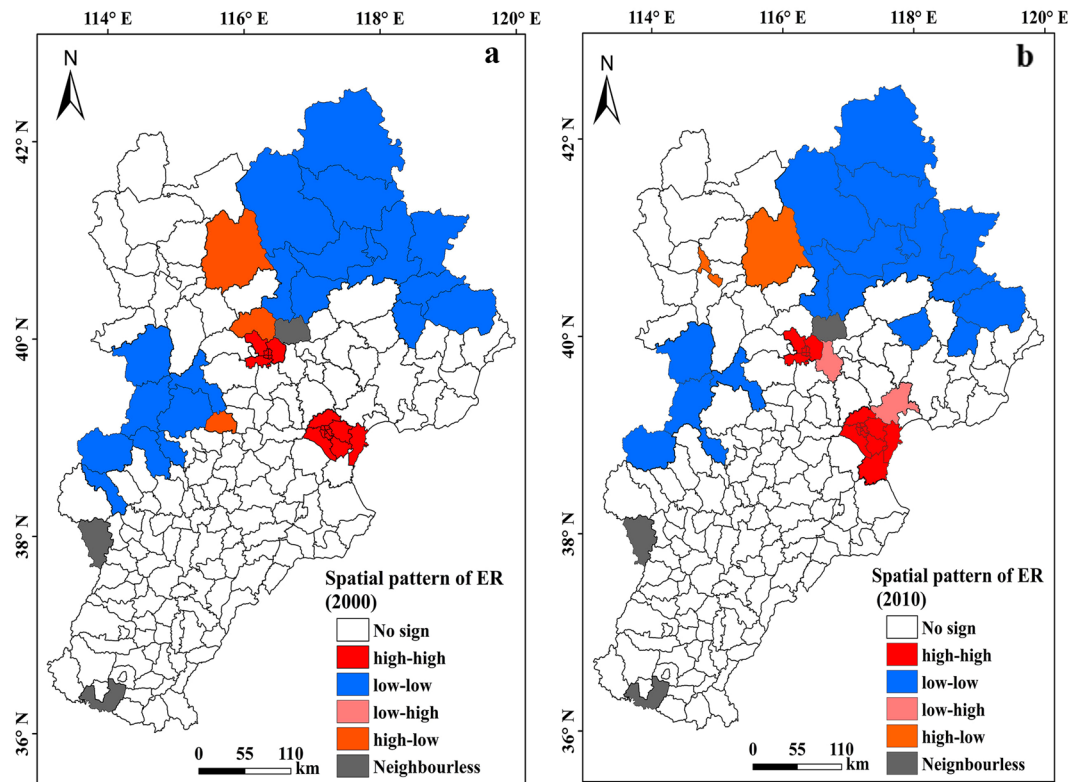 114° E 116° E 118° E 120° E
a
N
42° N
40° N
38° N
36° N
Spatial pattern of ER
(2000)
No sign
high-high
low-low
low-high
high-low
Neighbourless
0 55 110
km
114° E 116° E 118° E 120° E
b
N
42° N
40° N
38° N
36° N
Spatial pattern of ER
(2010)
No sign
high-high
low-low
low-high
high-low
Neignbourless
0 55 110
km